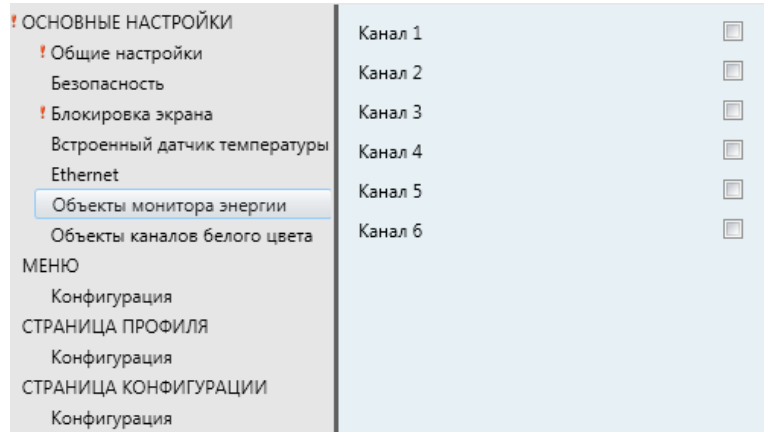 ! ОСНОВНЫЕ НАСТРОЙКИ
! Общие настройки
Безопасность
! Блокировка экрана
Встроенный датчик температуры
Ethernet
Объекты монитора энергии
Объекты каналов белого цвета
МЕНЮ
Конфигурация
СТРАНИЦА ПРОФИЛЯ
Конфигурация
СТРАНИЦА КОНФИГУРАЦИИ
Конфигурация
Канал 1
Канал 2
Канал 3
Канал 4
Канал 5
Канал 6